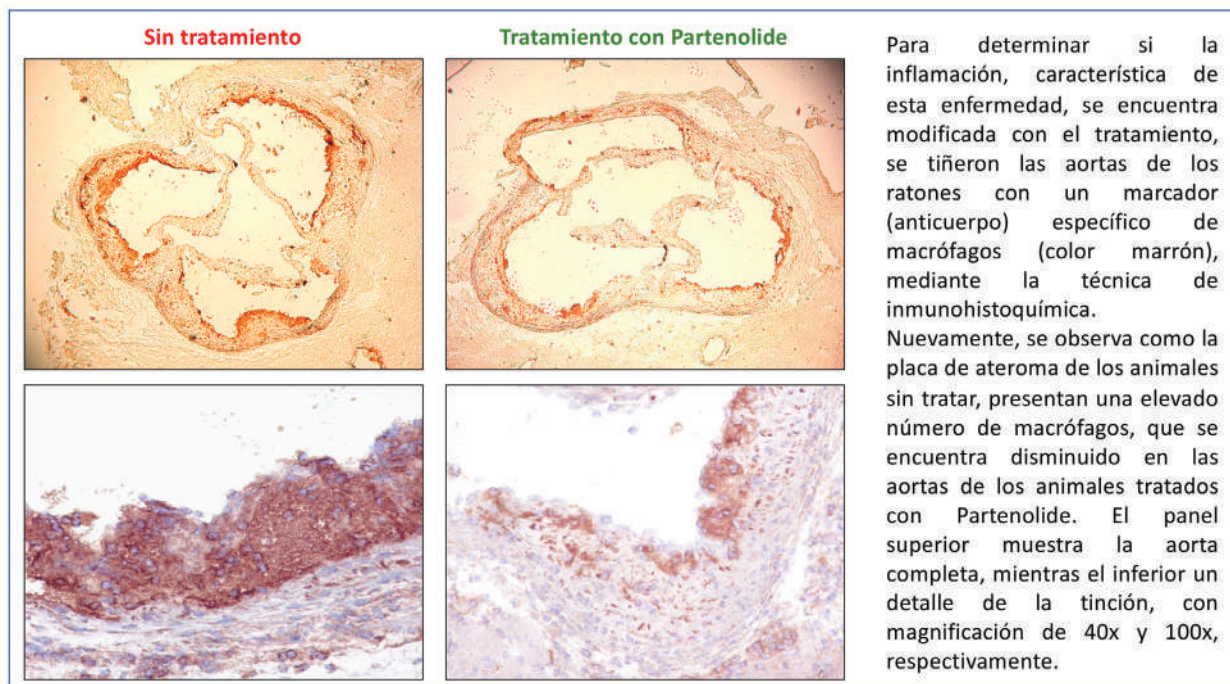 Sin tratamiento
Tratamiento con Partenolide
Para determinar si la
inflamación, característica de
esta enfermedad, se encuentra
modificada con el tratamiento,
se tiñeron las aortas de los
ratones con un marcador
(anticuerpo) específico de
macrófagos (color marrón),
mediante la técnica de
inmunohistoquímica.
Nuevamente, se observa como la
placa de ateroma de los animales
sin tratar, presentan una elevado
número de macrófagos, que se
encuentra disminuido en las
aortas de los animales tratados
con Partenolide. El panel
superior muestra la aorta
completa, mientras el inferior un
detalle de la tinción, con
magnificación de 40x y 100x,
respectivamente.